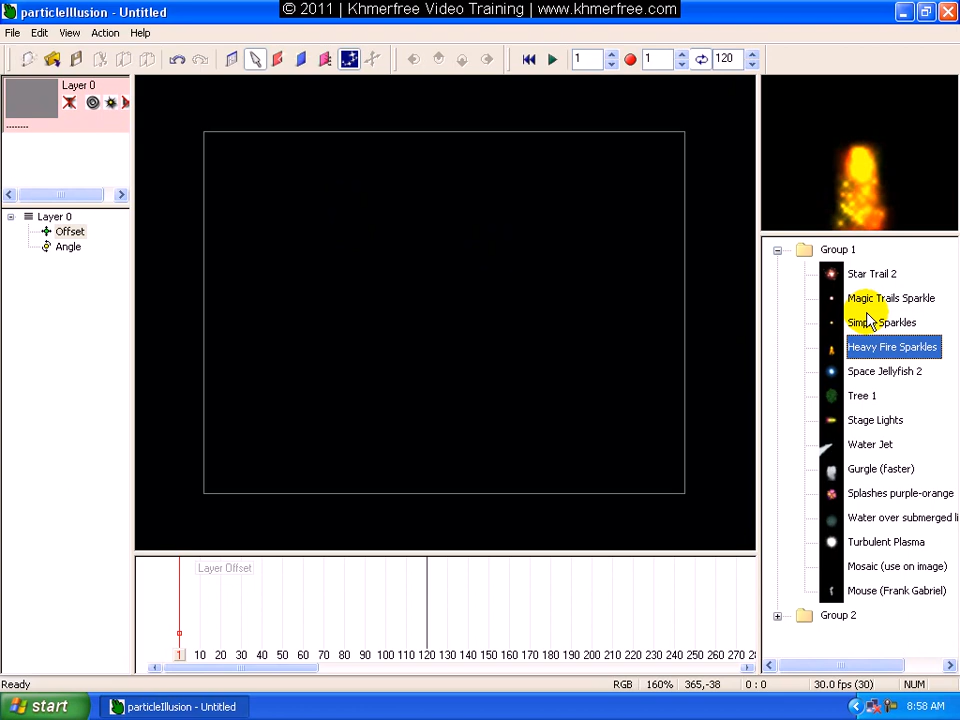 © 2011 | Khmerfree Video Training | www.khmerfree.com
particleIllusion - Untitled
File Edit View Action Help
1 1 120
Layer 0
--------
Layer 0
Offset
Angle
Group 1
Star Trail 2
Magic Trails Sparkle
Simple Sparkles
Heavy Fire Sparkles
Space Jellyfish 2
Tree 1
Stage Lights
Water Jet
Gurgle (faster)
Splashes purple-orange
Water over submerged li
Turbulent Plasma
Mosaic (use on image)
Mouse (Frank Gabriel)
Group 2
Layer Offset
1 10 20 30 40 50 60 70 80 90 100 110 120 130 140 150 160 170 180 190 200 210 220 230 240 250 260 270 28
Ready RGB 160% 365,-38 0 : 0 30.0 fps (30) NUM
start particleIllusion - Untitled 8:58 AM